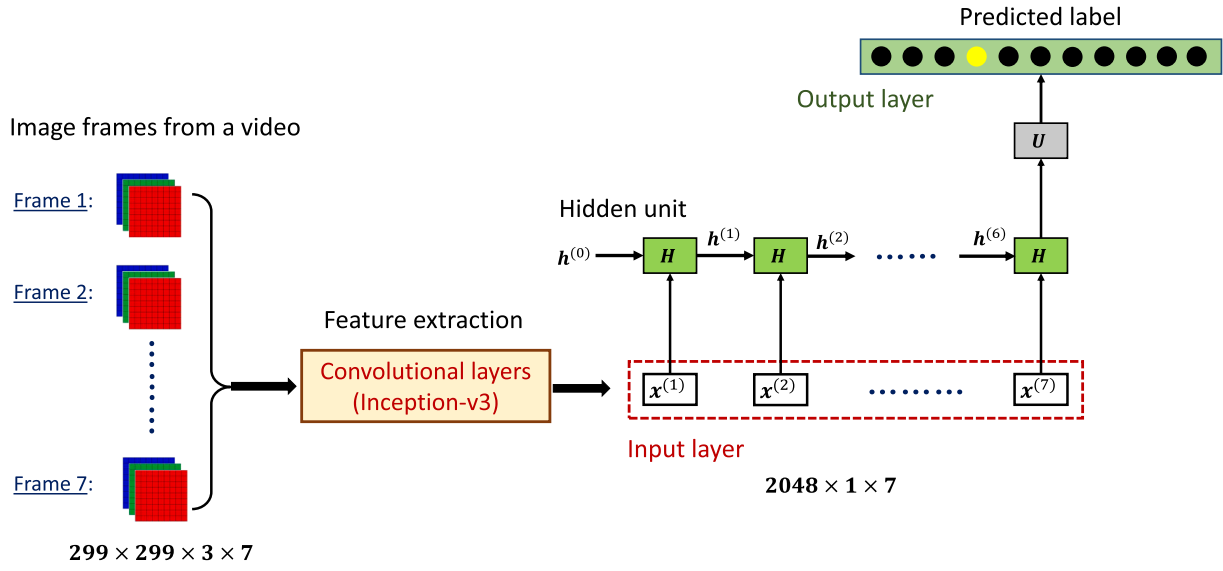 Predicted label
Output layer
Image frames from a video
U
Frame 1:
Hidden unit
h⁽⁰⁾
H
h⁽¹⁾
H
h⁽²⁾
......
h⁽⁶⁾
H
Frame 2:
Feature extraction
Convolutional layers
(Inception-v3)
x⁽¹⁾
x⁽²⁾
.........
x⁽⁷⁾
Input layer
Frame 7:
2048 × 1 × 7
299 × 299 × 3 × 7